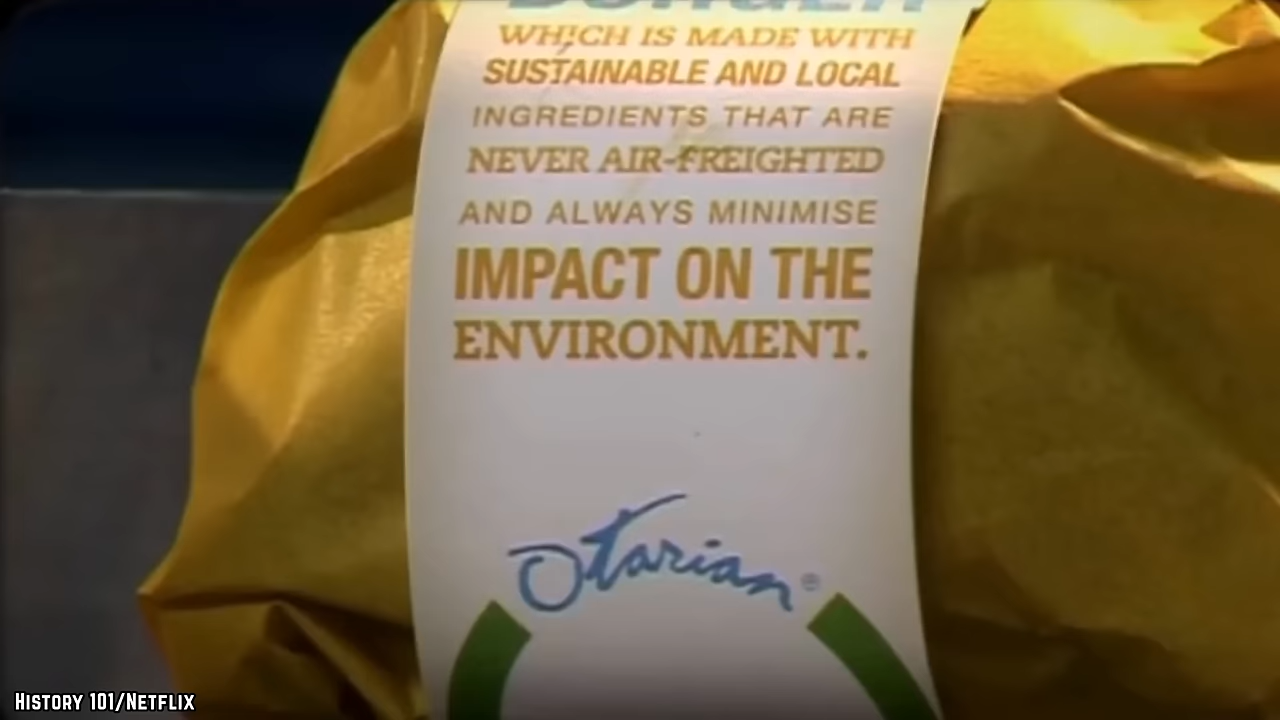 BURGER
WHICH IS MADE WITH
SUSTAINABLE AND LOCAL
INGREDIENTS THAT ARE
NEVER AIR-FREIGHTED
AND ALWAYS MINIMISE
IMPACT ON THE
ENVIRONMENT.
Otarian ®
HISTORY 101/NETFLIX